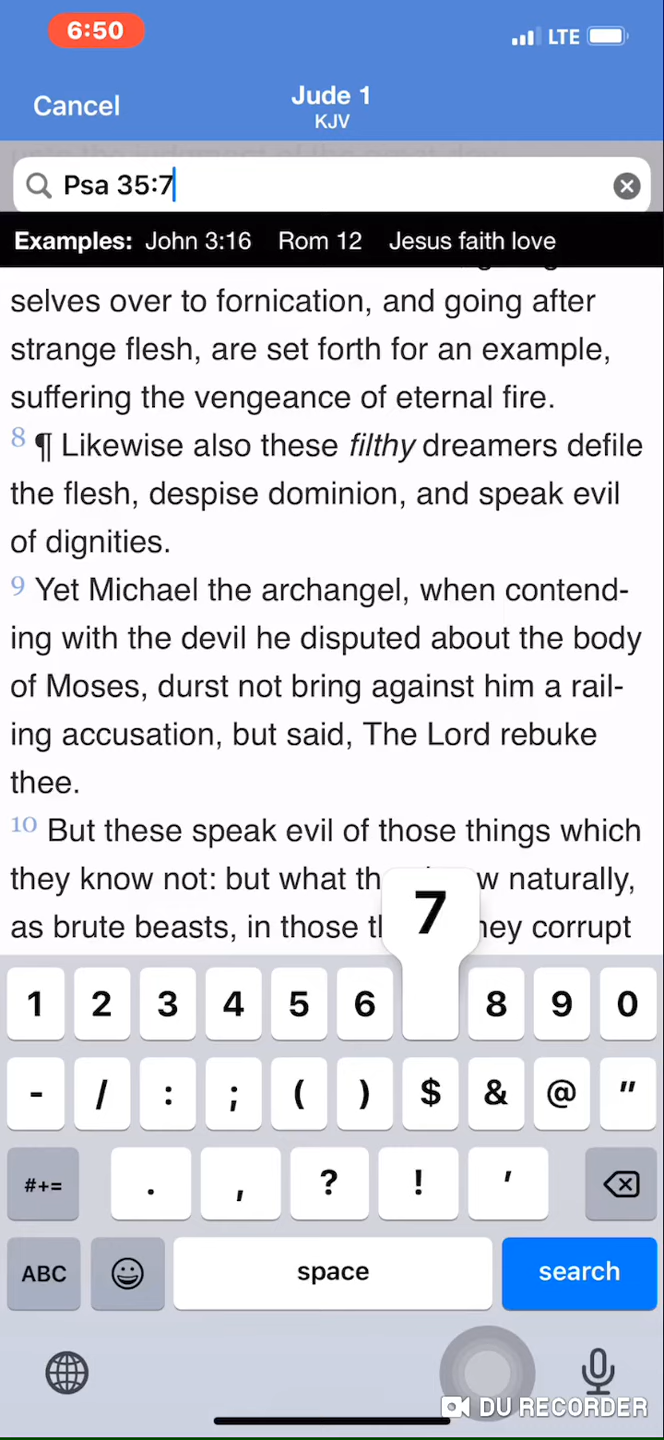 6:50
LTE
Cancel
Jude 1
KJV
Psa 35:7
Examples: John 3:16 Rom 12 Jesus faith love
selves over to fornication, and going after
strange flesh, are set forth for an example,
suffering the vengeance of eternal fire.
8 ¶ Likewise also these filthy dreamers defile
the flesh, despise dominion, and speak evil
of dignities.
9 Yet Michael the archangel, when contend-
ing with the devil he disputed about the body
of Moses, durst not bring against him a rail-
ing accusation, but said, The Lord rebuke
thee.
10 But these speak evil of those things which
they know not: but what naturally,
as brute beasts, in those corrupt
7
1 2 3 4 5 6 8 9 0
- / : ; ( ) $ & @ "
#+= . , ? ! '
ABC space search
DU RECORDER